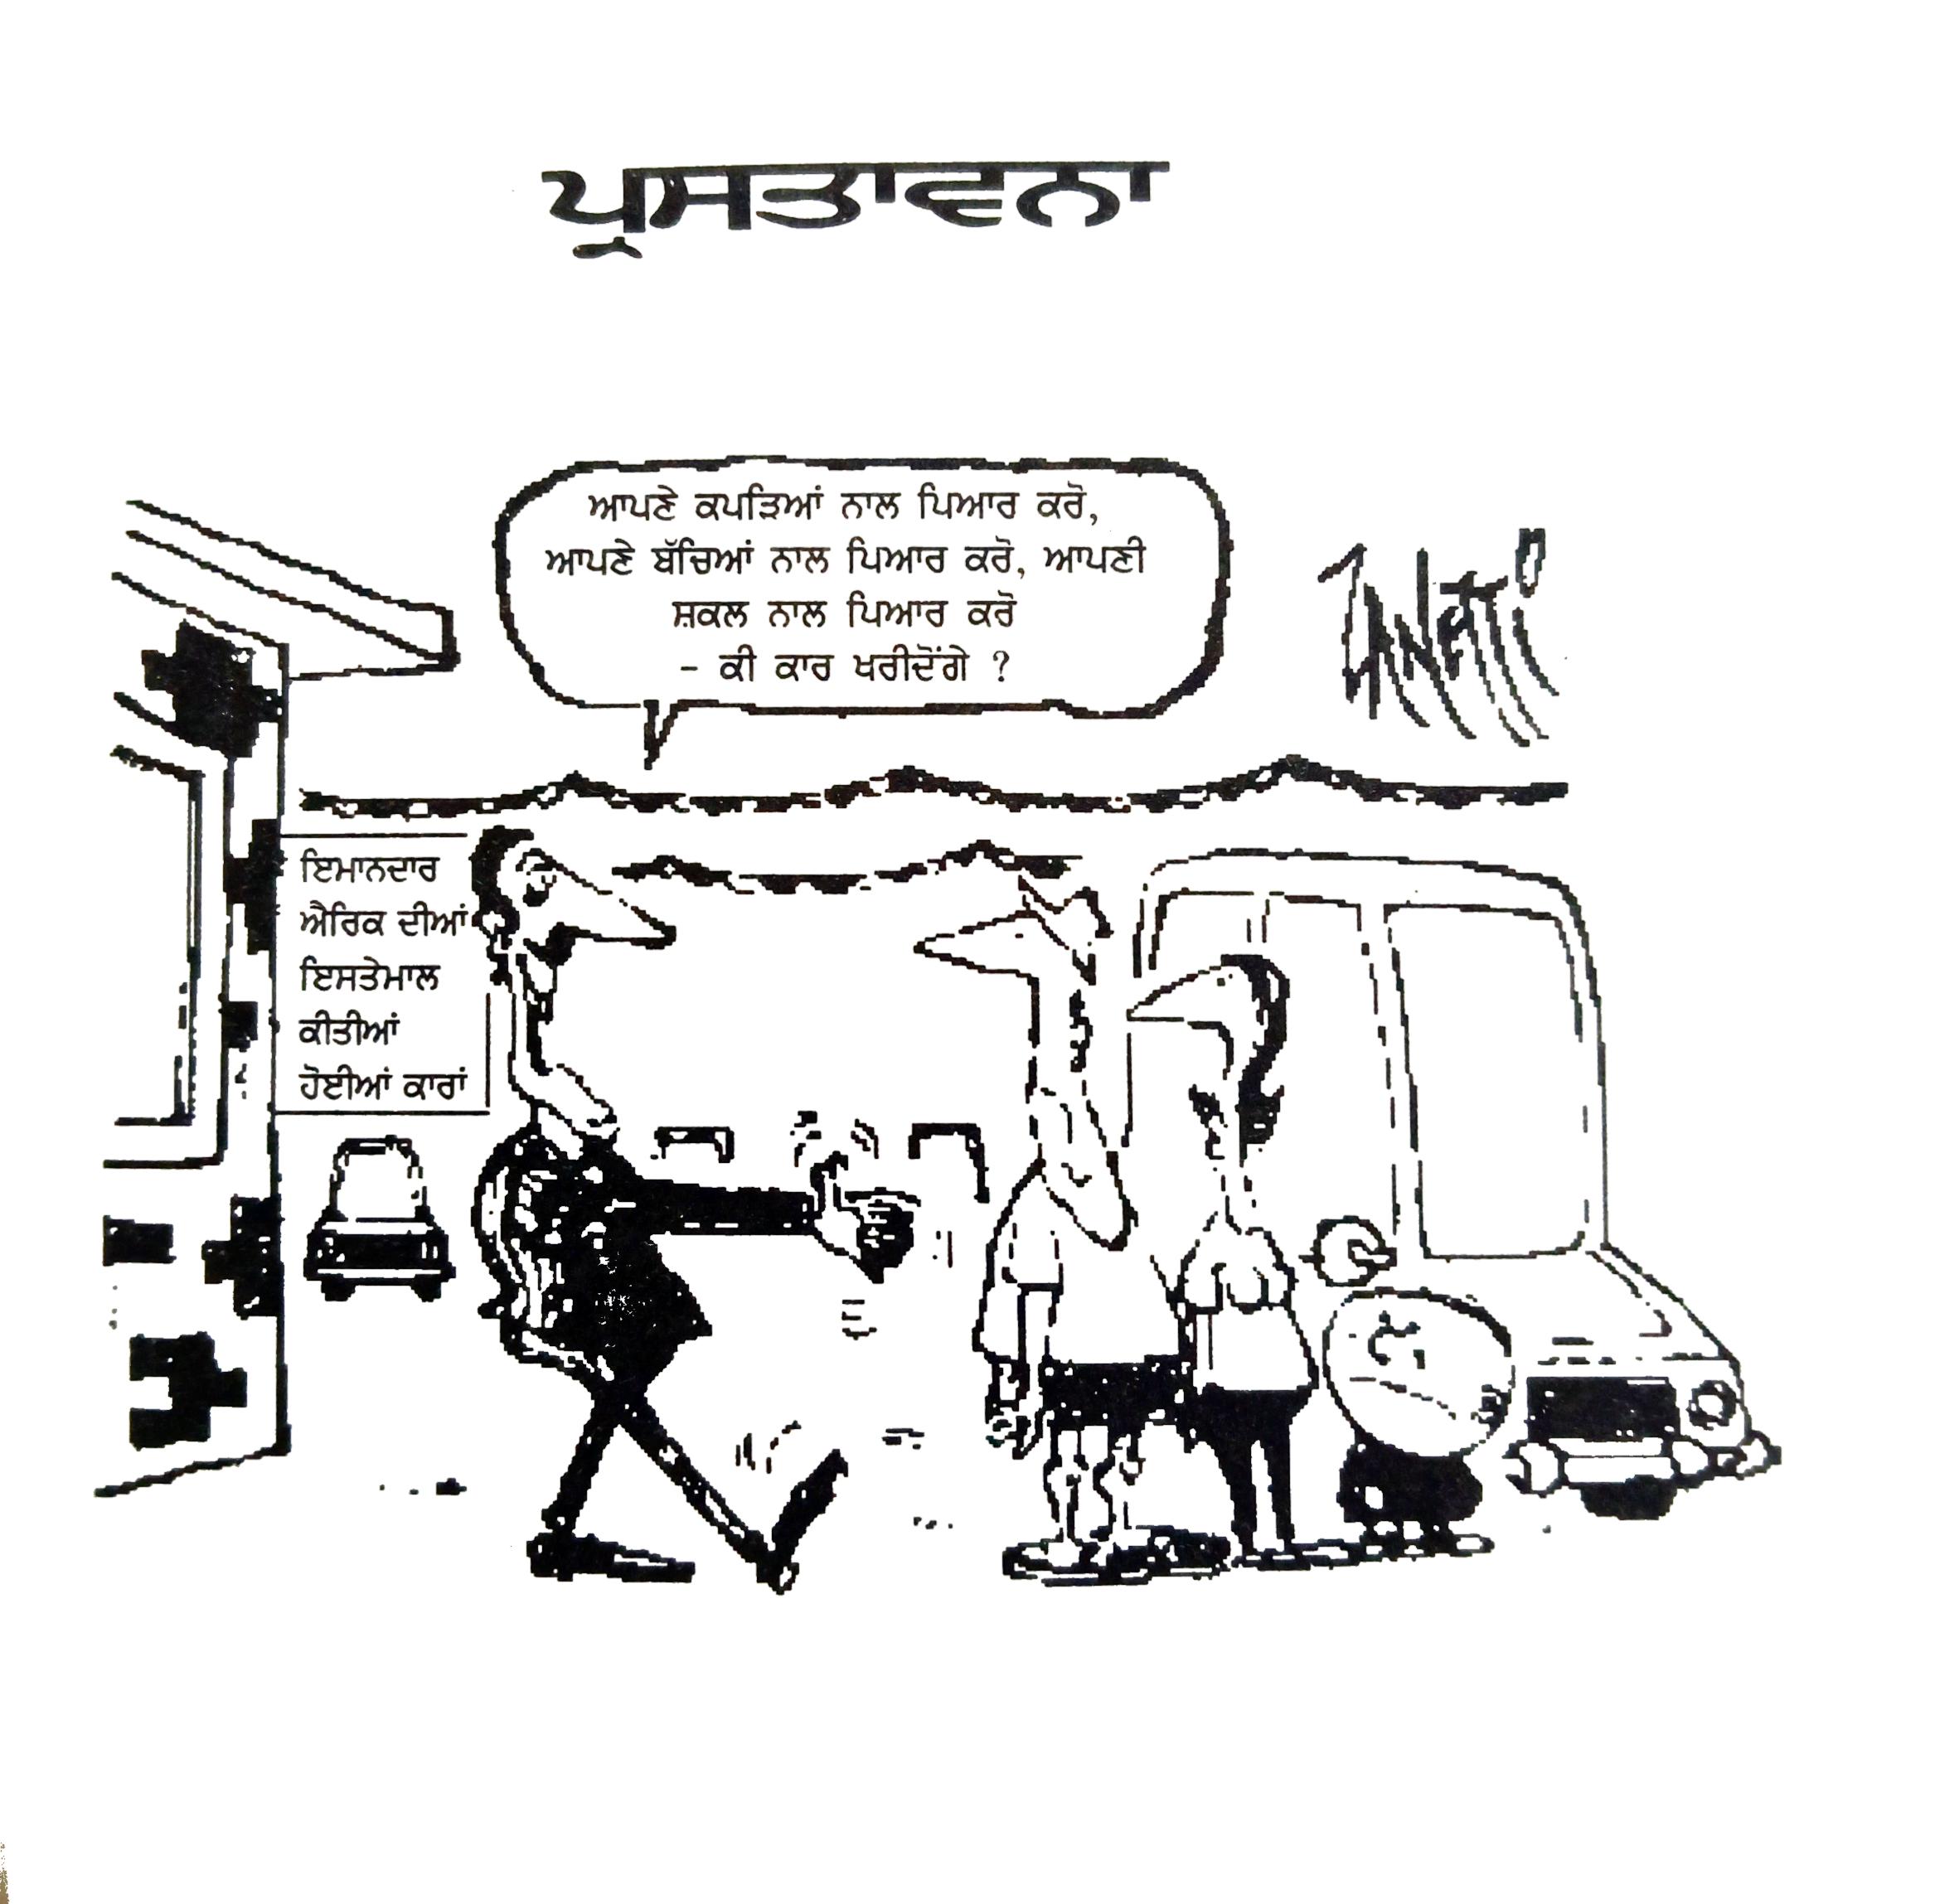 ਪ੍ਰਸਤਾਵਨਾ
ਆਪਣੇ ਕਪੜਿਆਂ ਨਾਲ ਪਿਆਰ ਕਰੋ,
ਆਪਣੇ ਬੱਚਿਆਂ ਨਾਲ ਪਿਆਰ ਕਰੋ, ਆਪਣੀ
ਸ਼ਕਲ ਨਾਲ ਪਿਆਰ ਕਰੋ
- ਕੀ ਕਾਰ ਖਰੀਦੋਂਗੇ ?
ਇਮਾਨਦਾਰ
ਐਰਿਕ ਦੀਆਂ
ਇਸਤੇਮਾਲ
ਕੀਤੀਆਂ
ਹੋਈਆਂ ਕਾਰਾਂ